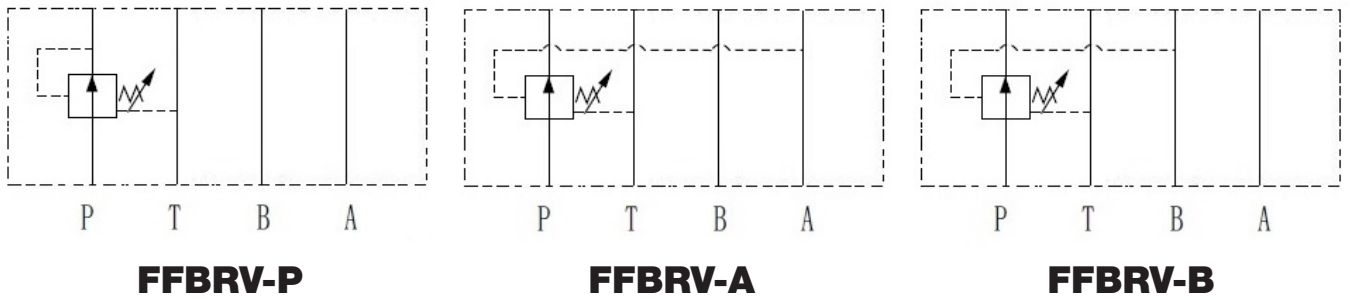 P T B A P T B A P T B A
FFBRV-P FFBRV-A FFBRV-B